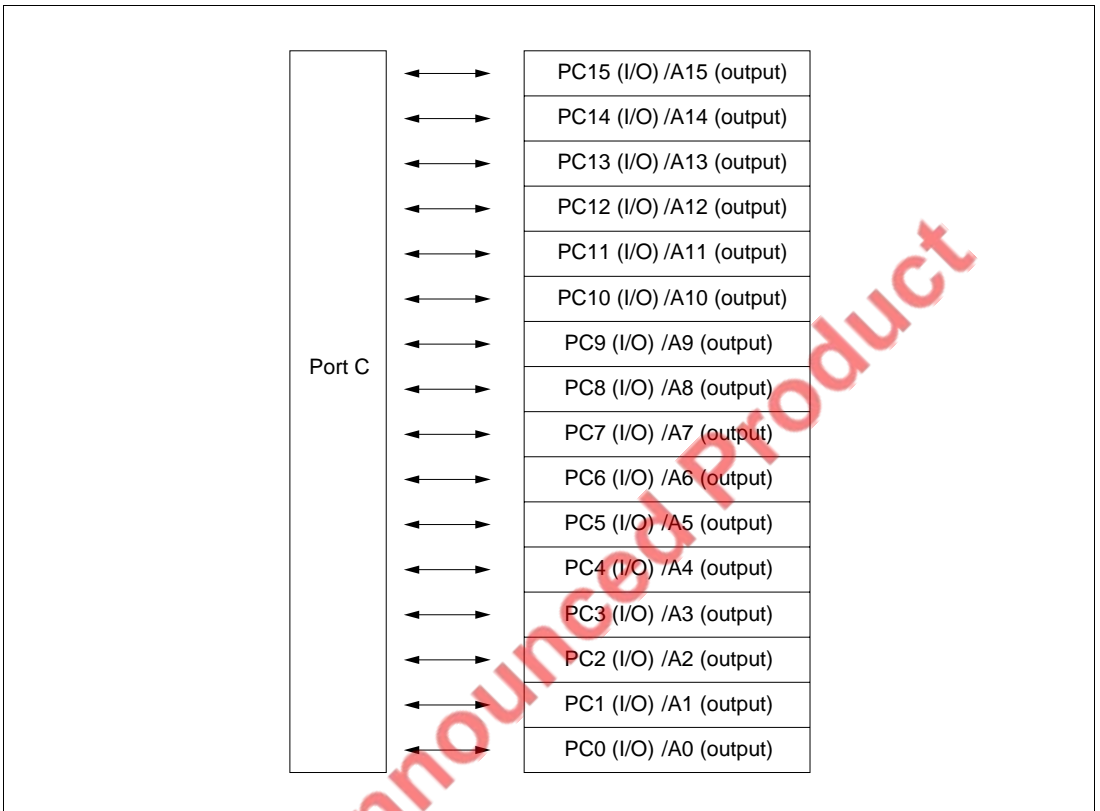 PC15 (I/O) /A15 (output)
PC14 (I/O) /A14 (output)
PC13 (I/O) /A13 (output)
PC12 (I/O) /A12 (output)
PC11 (I/O) /A11 (output)
PC10 (I/O) /A10 (output)
PC9 (I/O) /A9 (output)
Port C
PC8 (I/O) /A8 (output)
PC7 (I/O) /A7 (output)
PC6 (I/O) /A6 (output)
PC5 (I/O) /A5 (output)
PC4 (I/O) /A4 (output)
PC3 (I/O) /A3 (output)
PC2 (I/O) /A2 (output)
PC1 (I/O) /A1 (output)
PC0 (I/O) /A0 (output)
Product